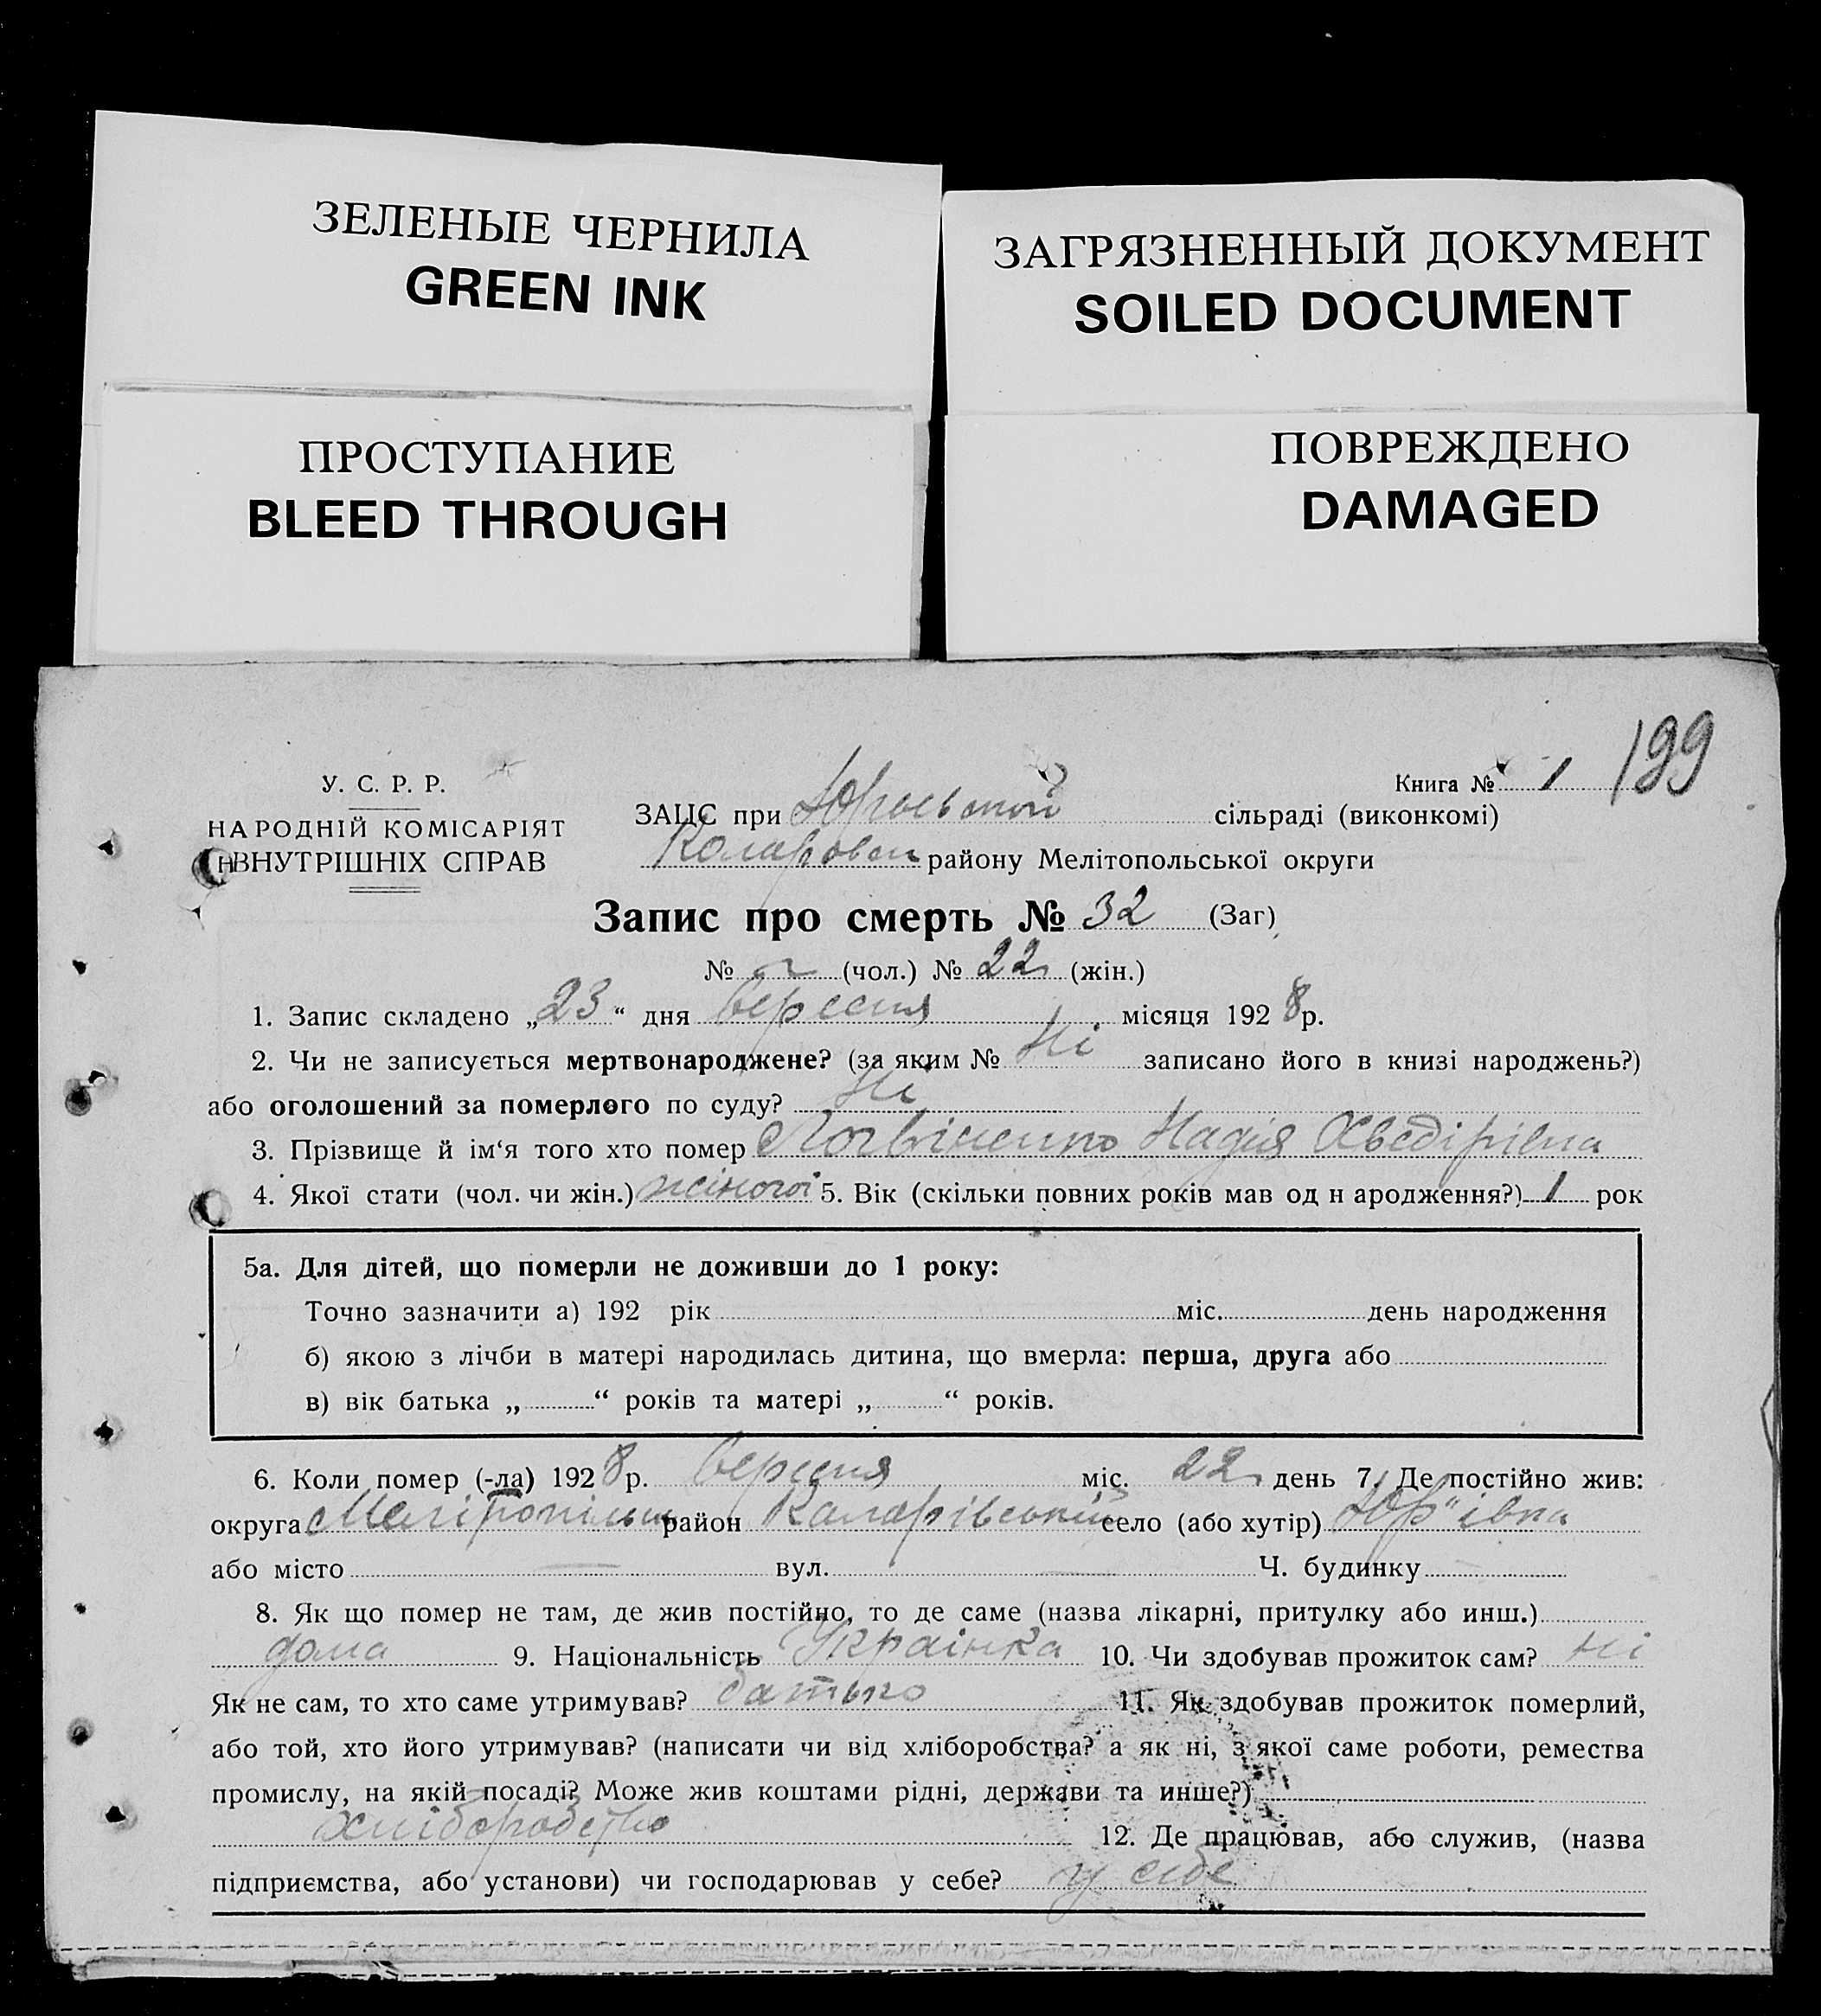 ЗЕЛЕНЫЕ ЧЕРНИЛА
GREEN INK
ЗАГРЯЗНЕННЫЙ ДОКУМЕНТ
SOILED DOCUMENT
ПРОСТУПАНИЕ
BLEED THROUGH
ПОВРЕЖДЕНО
DAMAGED
199
Книга № 1
У. С. Р. Р.
НАРОДНІЙ КОМІСАРІЯТ
ВНУТРІШНІХ СПРАВ
ЗАЦС при сільраді (виконкомі)
району Мелітопольської округи
Запис про смерть № 32 (Заг)
№ (чол.) № 22 (жін.)
1. Запис складено „23“ дня вересня місяця 1928р.
2. Чи не записується мертвонароджене? (за яким № Ні записано його в книзі народжень?)
або оголошений за померлого по суду? Ні
3. Прізвище й ім‘я того хто помер Логвіненко Надія Хведірівна
4. Якої стати (чол. чи жін.) жіночої 5. Вік (скільки повних років мав од н ародження?) 1 рок
5а. Для дітей, що померли не доживши до 1 року:
Точно зазначити а) 192 рік міс. день народження
б) якою з лічби в матері народилась дитина, що вмерла: перша, друга або
в) вік батька „ “ років та матері „ “ років.
6. Коли помер (-ла) 1928р. вересня міс. 22 день 7. Де постійно жив:
округа район село (або хутір) Юр"ївка
або місто вул. Ч. будинку
8. Як що помер не там, де жив постійно, то де саме (назва лікарні, притулку або инш.)
дома 9. Національність Украінка 10. Чи здобував прожиток сам? Ні
Як не сам, то хто саме утримував? батько 11. Як здобував прожиток померлий,
або той, хто його утримував? (написати чи від хліборобства? а як ні, з якої саме роботи, ремества
промислу, на якій посаді? Може жив коштами рідні, держави та инше?)
хліборобство 12. Де працював, або служив, (назва
підприємства, або установи) чи господарював у себе? у себе